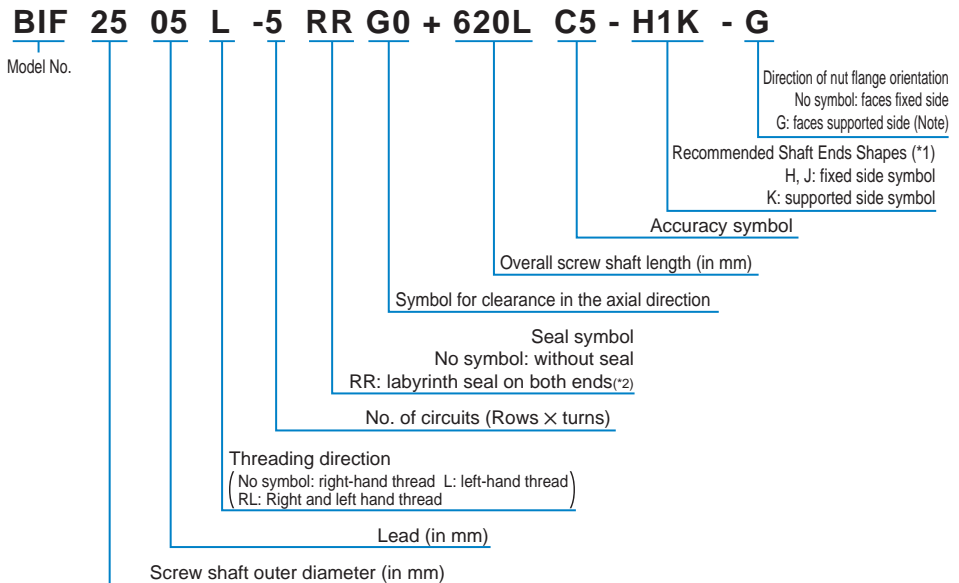 BIF 25 05 L -5 RR G0 + 620L C5 - H1K - G
Model No.
Direction of nut flange orientation
No symbol: faces fixed side
G: faces supported side (Note)
Recommended Shaft Ends Shapes (*1)
H, J: fixed side symbol
K: supported side symbol
Accuracy symbol
Overall screw shaft length (in mm)
Symbol for clearance in the axial direction
Seal symbol
No symbol: without seal
RR: labyrinth seal on both ends(*2)
No. of circuits (Rows × turns)
Threading direction
(No symbol: right-hand thread L: left-hand thread
RL: Right and left hand thread)
Lead (in mm)
Screw shaft outer diameter (in mm)